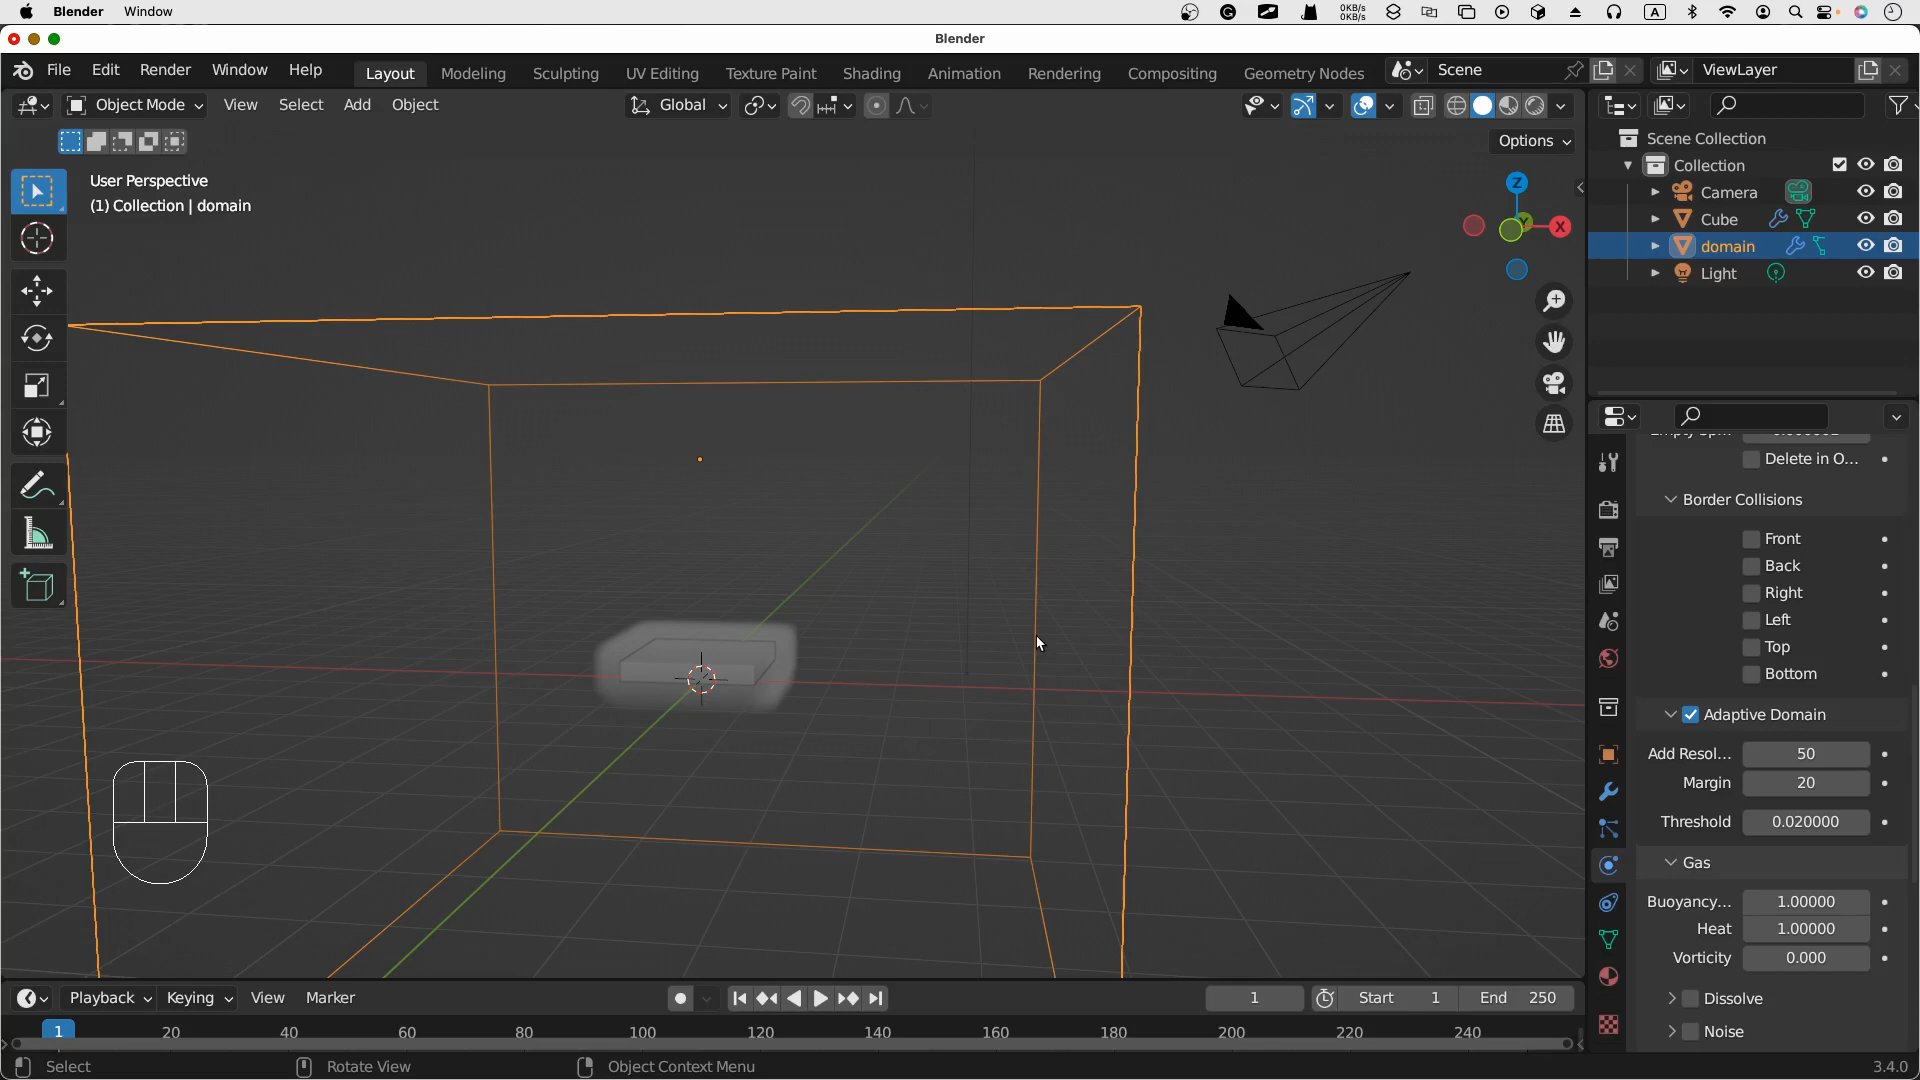 Blender Window
0KB/s
0KB/s
A
Blender
File Edit Render Window Help
Layout Modeling Sculpting UV Editing Texture Paint Shading Animation Rendering Compositing Geometry Nodes
Scene
ViewLayer
Object Mode View Select Add Object
Global
Options
User Perspective
(1) Collection | domain
Z
X
Y
Scene Collection
Collection
Camera
Cube
domain
Light
Delete in O...
Border Collisions
Front
Back
Right
Left
Top
Bottom
Adaptive Domain
Add Resol... 50
Margin 20
Threshold 0.020000
Gas
Buoyancy... 1.00000
Heat 1.00000
Vorticity 0.000
Dissolve
Noise
Playback Keying View Marker
1
Start 1 End 250
1 20 40 60 80 100 120 140 160 180 200 220 240
Select Rotate View Object Context Menu
3.4.0